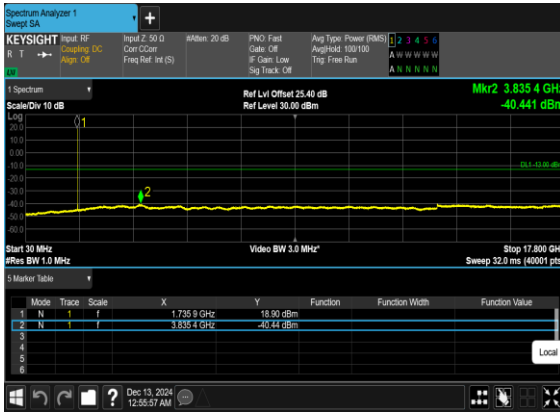 Spectrum Analyzer 1
Swept SA
KEYSIGHT Input: RF Input Z: 50 Ω #Atten: 20 dB PNO: Fast Avg Type: Power (RMS) 1 2 3 4 5 6
R T Coupling: DC Corr CCorr Gate: Off Avg|Hold: 100/100 A W W W W W
Align: Off Freq Ref: Int (S) IF Gain: Low Trig: Free Run
Sig Track: Off A N N N N N
1 Spectrum
Scale/Div 10 dB
Ref Lvl Offset 25.40 dB
Ref Level 30.00 dBm
Mkr2 3.835 4 GHz
-40.441 dBm
Log
20.0
10.0
0.00
-10.0
-20.0
-30.0
-40.0
-50.0
-60.0
1
2
DL1 -13.00 dBm
Start 30 MHz Video BW 3.0 MHz* Stop 17.800 GHz
#Res BW 1.0 MHz Sweep 32.0 ms (40001 pts
5 Marker Table
Mode Trace Scale X Y Function Function Width Function Value
1 N 1 f 1.735 9 GHz 18.90 dBm
2 N 1 f 3.835 4 GHz -40.44 dBm
3
4
5
6
Local
? Dec 13, 2024
12:55:57 AM